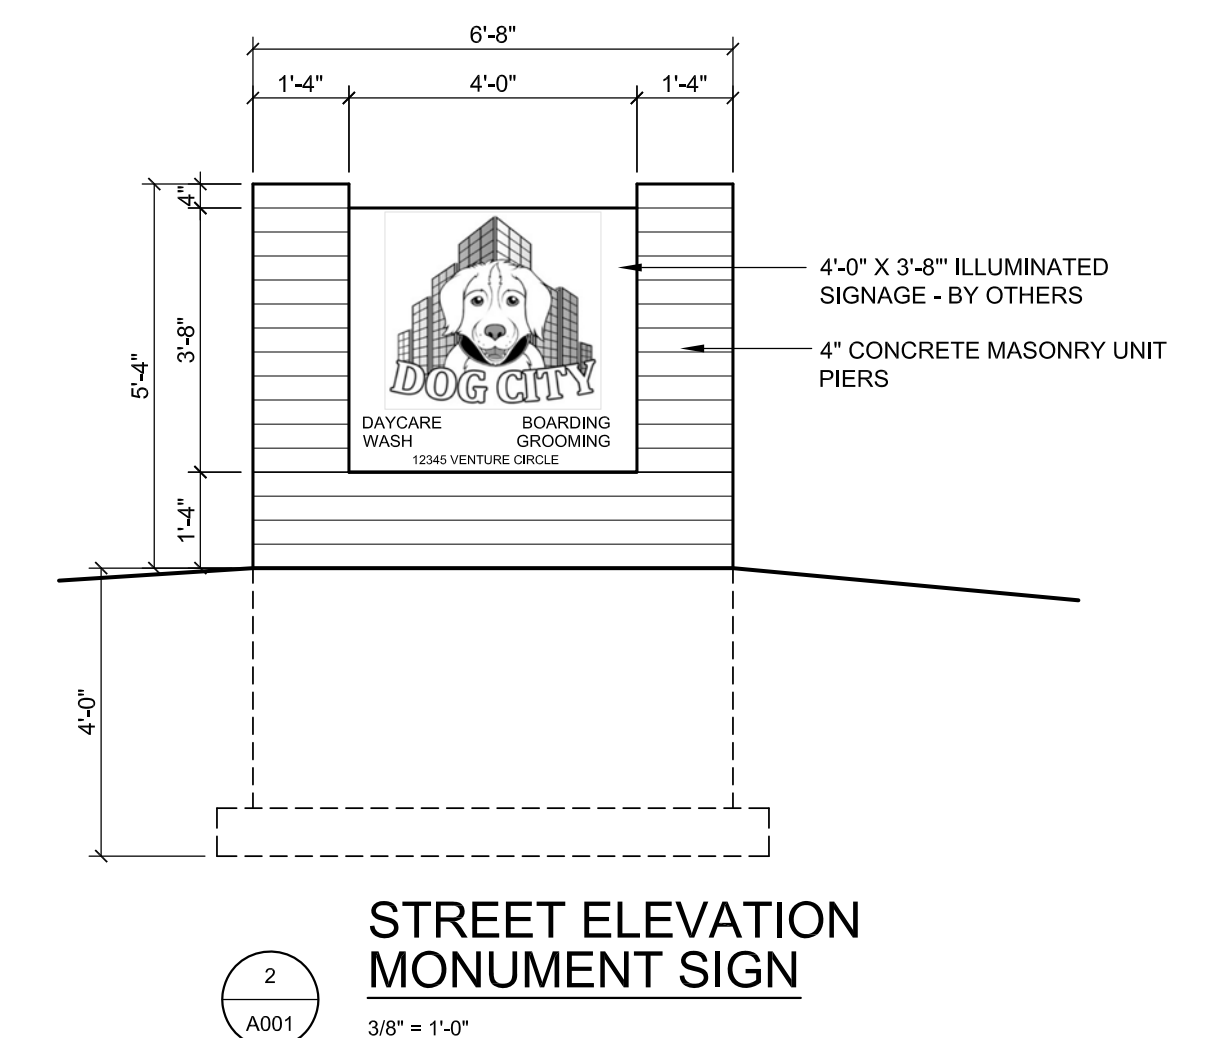 6'-8"
1'-4"
4'-0"
1'-4"
4"
3'-8"
5'-4"
1'-4"
4'-0"
DOG CITY
DAYCARE
BOARDING
WASH
GROOMING
12345 VENTURE CIRCLE
4'-0" X 3'-8"' ILLUMINATED
SIGNAGE - BY OTHERS
4" CONCRETE MASONRY UNIT
PIERS
STREET ELEVATION
MONUMENT SIGN
2
A001
3/8" = 1'-0"